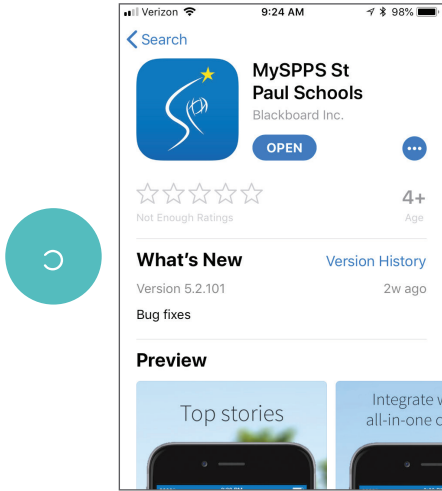 Verizon 9:24 AM 98%
Search
MySPPS St
Paul Schools
Blackboard Inc.
OPEN
4+
Not Enough Ratings Age
What's New Version History
Version 5.2.101 2w ago
Bug fixes
Preview
Top stories
Integrate w
all-in-one c